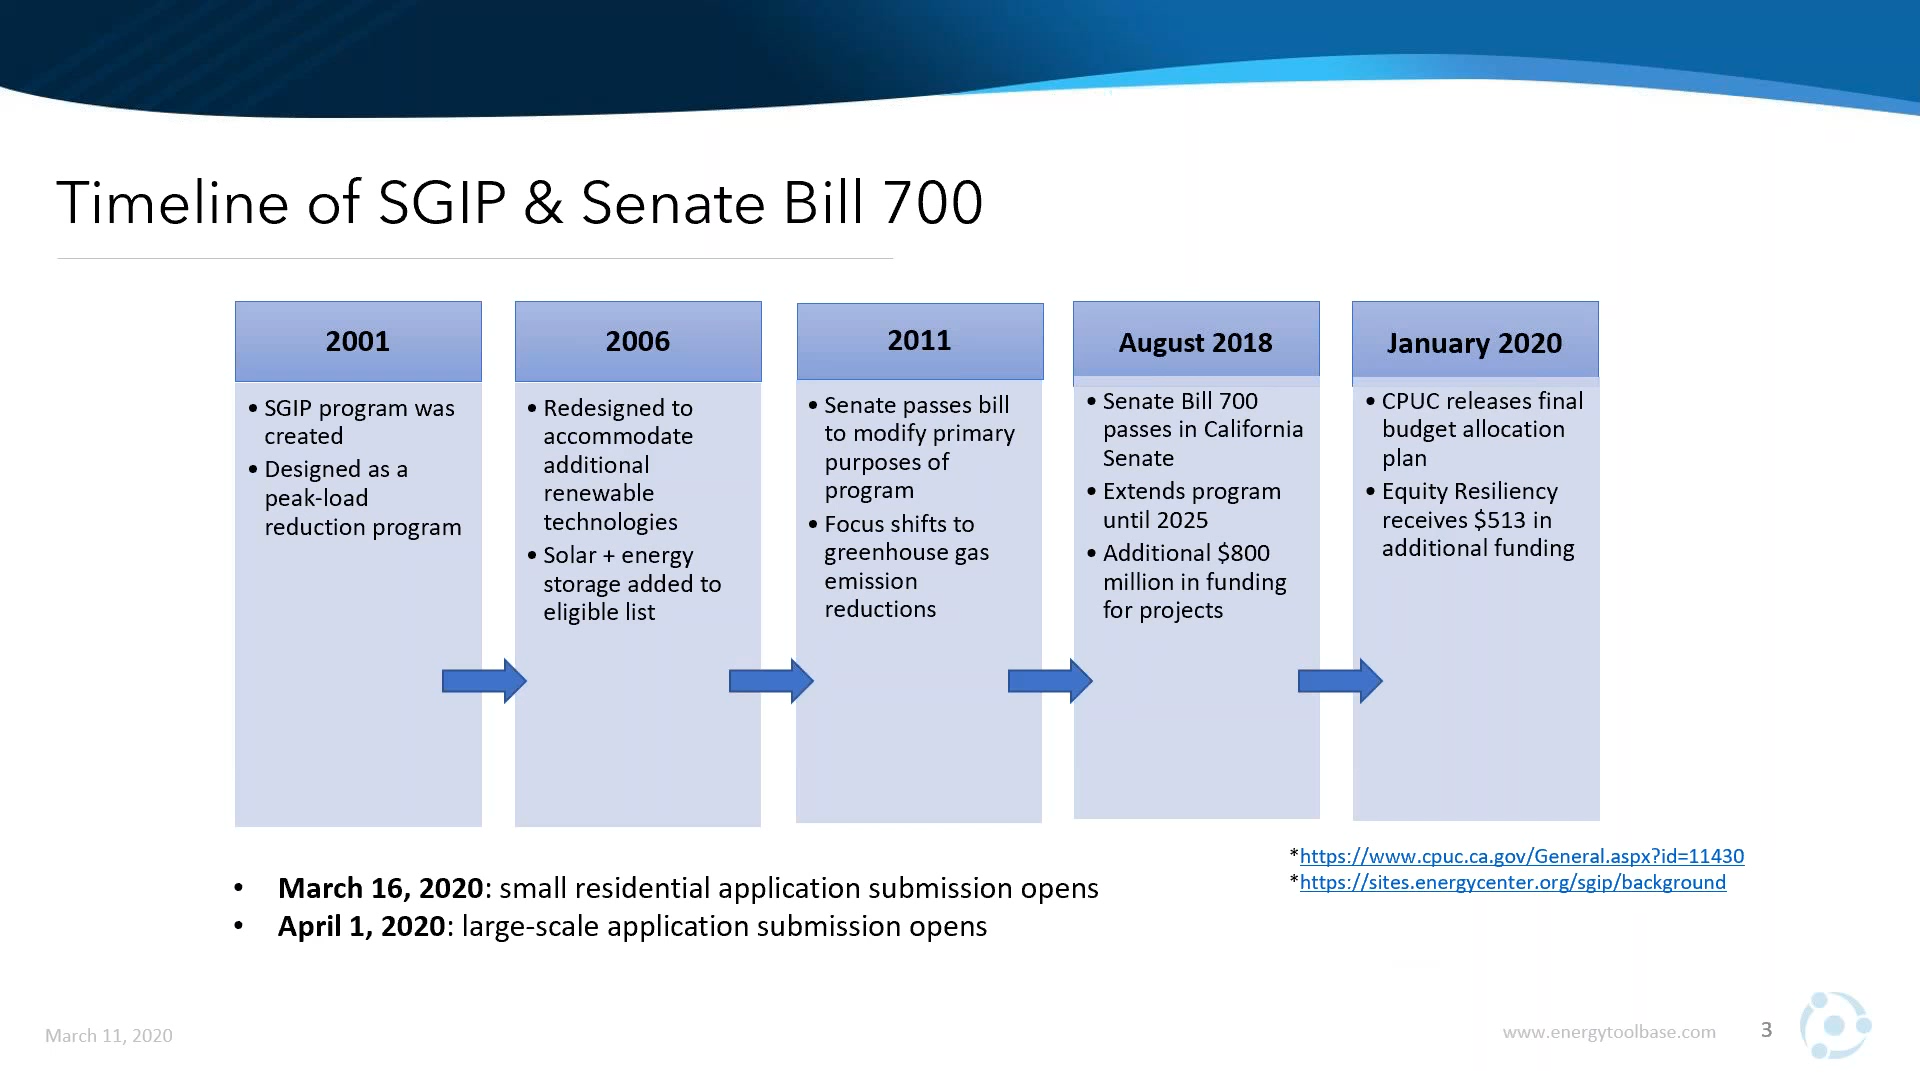 Timeline of SGIP & Senate Bill 700
2001
• SGIP program was
created
• Designed as a
peak-load
reduction program
2006
• Redesigned to
accommodate
additional
renewable
technologies
• Solar + energy
storage added to
eligible list
2011
• Senate passes bill
to modify primary
purposes of
program
• Focus shifts to
greenhouse gas
emission
reductions
August 2018
• Senate Bill 700
passes in California
Senate
• Extends program
until 2025
• Additional $800
million in funding
for projects
January 2020
• CPUC releases final
budget allocation
plan
• Equity Resiliency
receives $513 in
additional funding
*https://www.cpuc.ca.gov/General.aspx?id=11430
*https://sites.energycenter.org/sgip/background
• March 16, 2020: small residential application submission opens
• April 1, 2020: large-scale application submission opens
March 11, 2020
www.energytoolbase.com
3